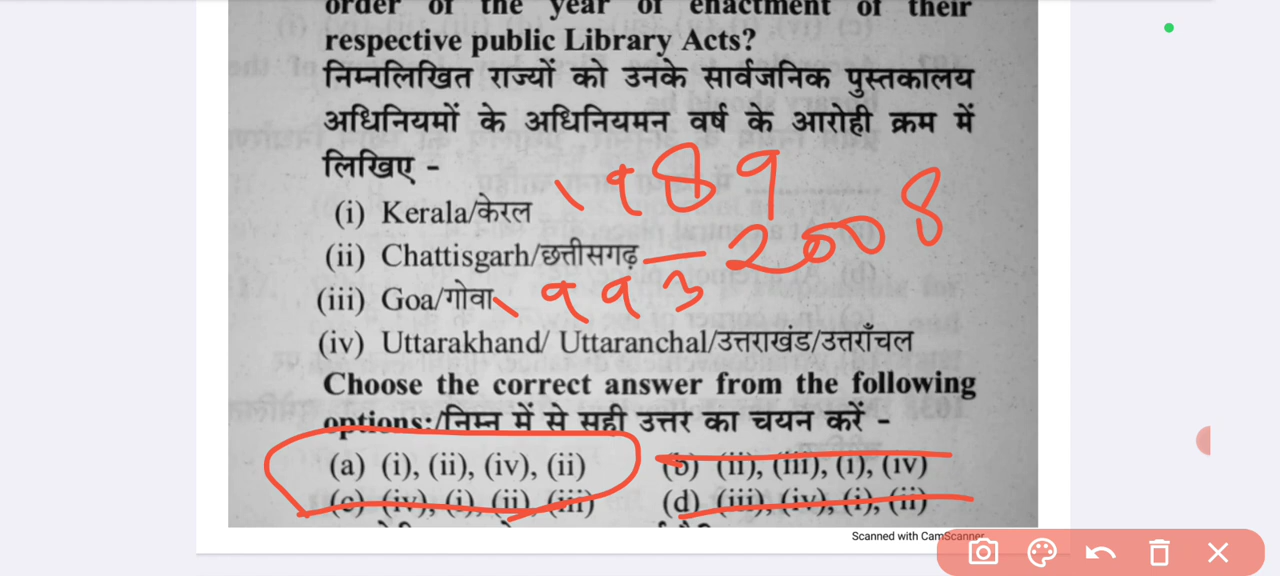 order of the year of enactment of their
respective public Library Acts?
निम्नलिखित राज्यों को उनके सार्वजनिक पुस्तकालय
अधिनियमों के अधिनियमन वर्ष के आरोही क्रम में
लिखिए -
(i) Kerala/केरल 1989
(ii) Chattisgarh/छत्तीसगढ़ 2008
(iii) Goa/गोवा 1993
(iv) Uttarakhand/ Uttaranchal/उत्तराखंड/उत्तराँचल
Choose the correct answer from the following
options:/निम्न में से सही उत्तर का चयन करें -
(a) (i), (ii), (iv), (ii) (b) (ii), (iii), (i), (iv)
(c) (iv), (i), (ii), (iii) (d) (iii), (iv), (i), (ii)
Scanned with CamScanner